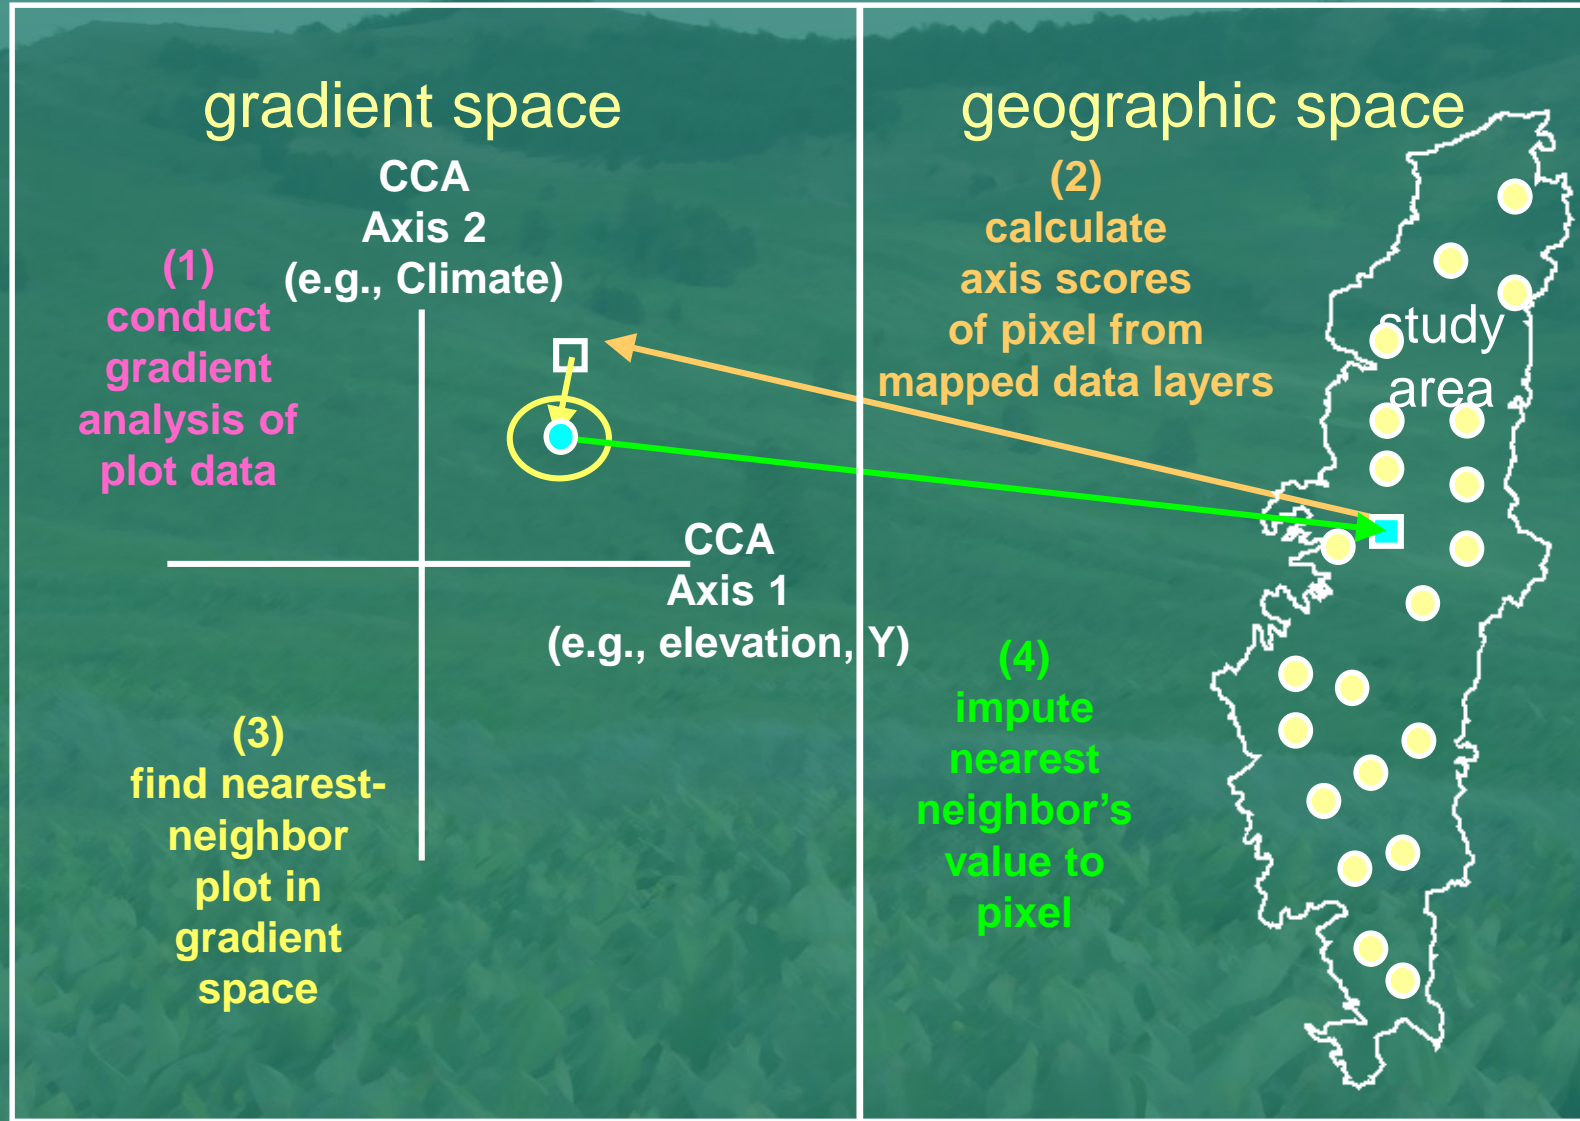 gradient space
CCA
Axis 2
(e.g., Climate)
(1)
conduct
gradient
analysis of
plot data
CCA
Axis 1
(e.g., elevation, Y)
(3)
find nearest-
neighbor
plot in
gradient
space
geographic space
(2)
calculate
axis scores
of pixel from
mapped data layers
study
area
(4)
impute
nearest
neighbor’s
value to
pixel